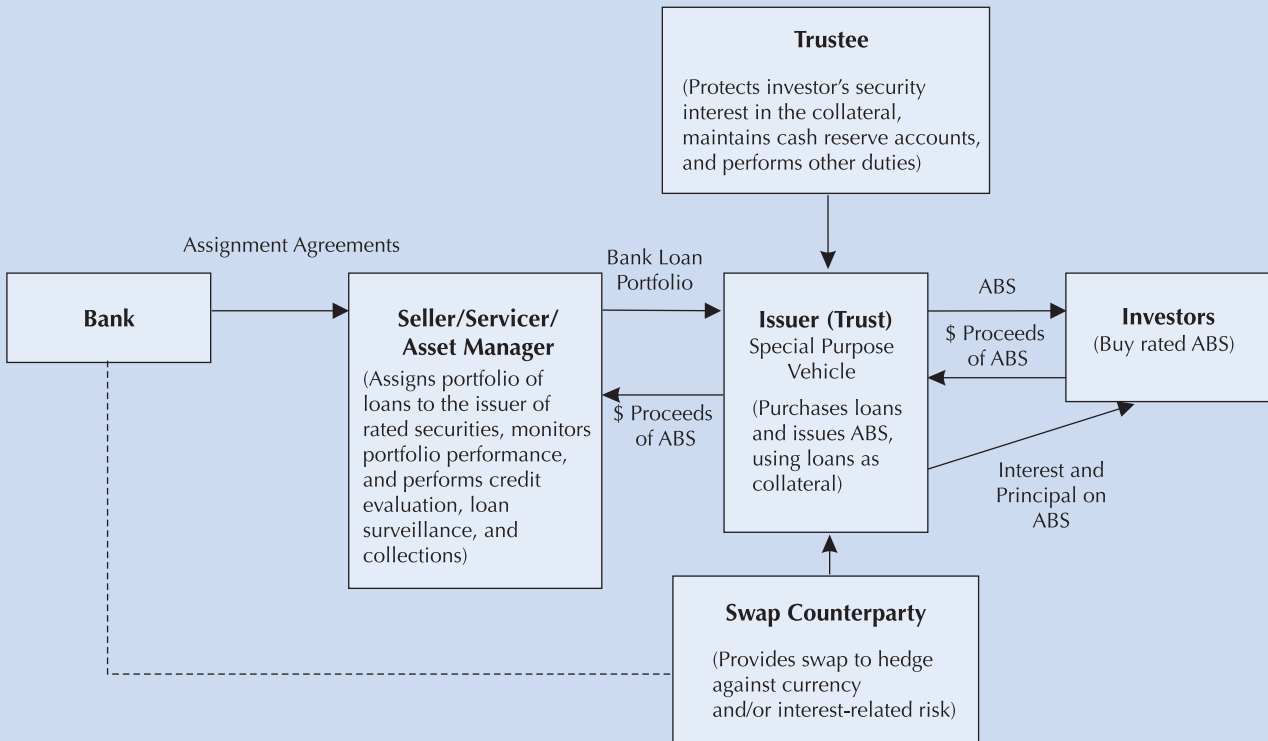 Trustee
(Protects investor's security
interest in the collateral,
maintains cash reserve accounts,
and performs other duties)
Assignment Agreements
Bank
Seller/Servicer/
Asset Manager
(Assigns portfolio of
loans to the issuer of
rated securities, monitors
portfolio performance,
and performs credit
evaluation, loan
surveillance, and
collections)
Bank Loan
Portfolio
$ Proceeds
of ABS
Issuer (Trust)
Special Purpose
Vehicle
(Purchases loans
and issues ABS,
using loans as
collateral)
ABS
$ Proceeds
of ABS
Interest and
Principal on
ABS
Investors
(Buy rated ABS)
Swap Counterparty
(Provides swap to hedge
against currency
and/or interest-related risk)